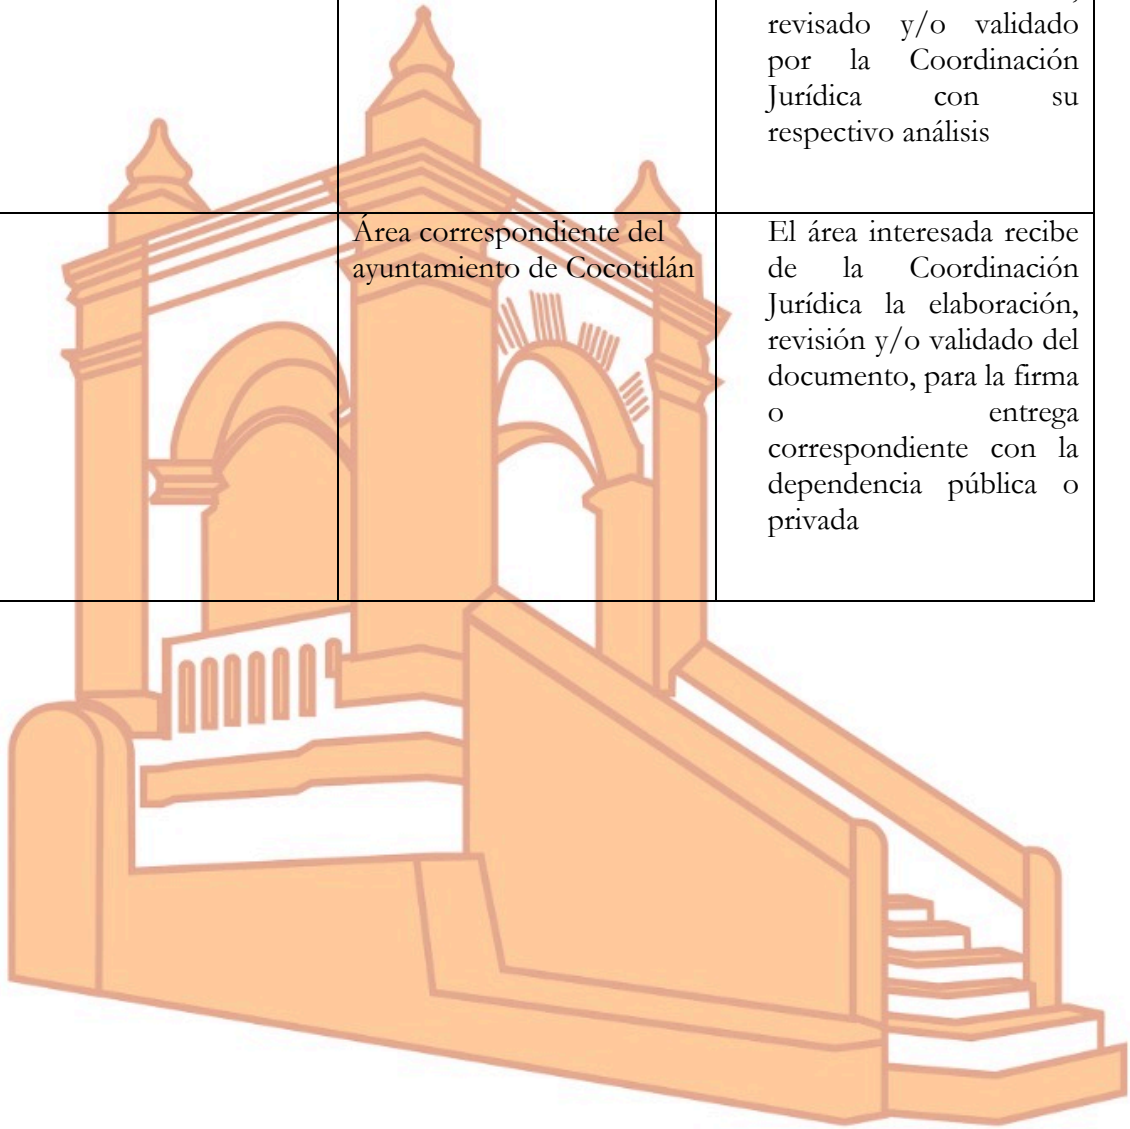 revisado y/o validado
por la Coordinación
Jurídica con su
respectivo análisis
Área correspondiente del
ayuntamiento de Cocotitlán
El área interesada recibe
de la Coordinación
Jurídica la elaboración,
revisión y/o validado del
documento, para la firma
o entrega
correspondiente con la
dependencia pública o
privada